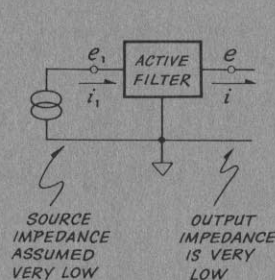 e₁
ACTIVE
FILTER
e
i₁
i
SOURCE
IMPEDANCE
ASSUMED
VERY LOW
OUTPUT
IMPEDANCE
IS VERY
LOW